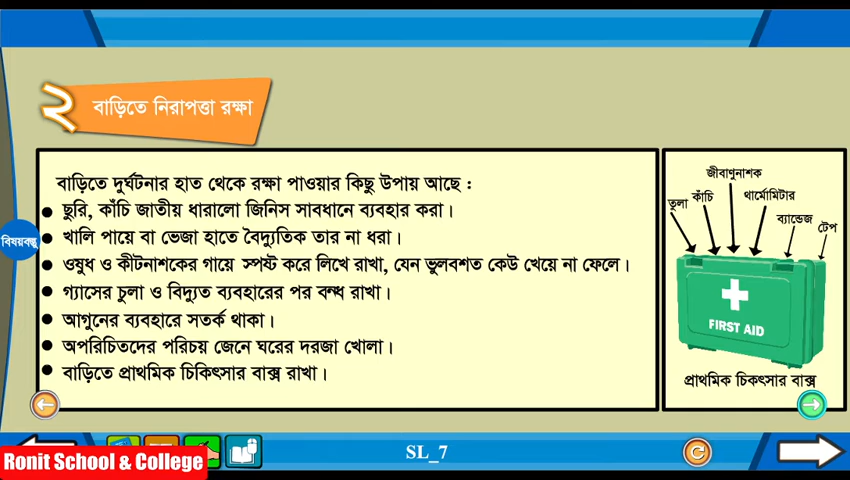 ২ বাড়িতে নিরাপত্তা রক্ষা
বাড়িতে দুর্ঘটনার হাত থেকে রক্ষা পাওয়ার কিছু উপায় আছে :
ছুরি, কাঁচি জাতীয় ধারালো জিনিস সাবধানে ব্যবহার করা।
খালি পায়ে বা ভেজা হাতে বৈদ্যুতিক তার না ধরা।
ওষুধ ও কীটনাশকের গায়ে স্পষ্ট করে লিখে রাখা, যেন ভুলবশত কেউ খেয়ে না ফেলে।
গ্যাসের চুলা ও বিদ্যুত ব্যবহারের পর বন্ধ রাখা।
আগুনের ব্যবহারে সতর্ক থাকা।
অপরিচিতদের পরিচয় জেনে ঘরের দরজা খোলা।
বাড়িতে প্রাথমিক চিকিৎসার বাক্স রাখা।
বিষয়বস্তু
জীবাণুনাশক
তুলা কাঁচি থার্মোমিটার
ব্যান্ডেজ টেপ
FIRST AID
প্রাথমিক চিকৎসার বাক্স
Ronit School & College
SL_7